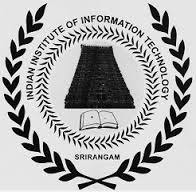 INDIAN INSTITUTE OF INFORMATION TECHNOLOGY
SRIRANGAM